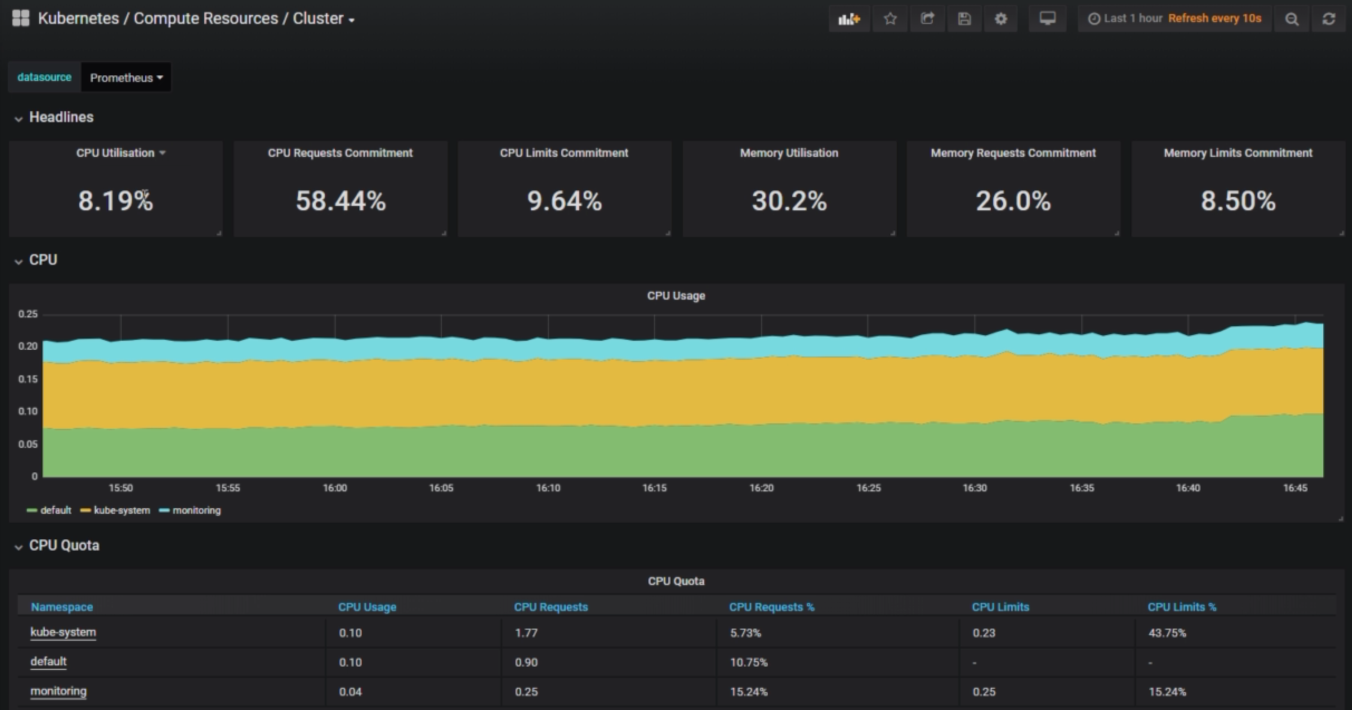 Kubernetes / Compute Resources / Cluster
Last 1 hour Refresh every 10s
datasource Prometheus
Headlines
CPU Utilisation CPU Requests Commitment CPU Limits Commitment Memory Utilisation Memory Requests Commitment Memory Limits Commitment
8.19% 58.44% 9.64% 30.2% 26.0% 8.50%
CPU
CPU Usage
0.25
0.20
0.15
0.10
0.05
0
15:50 15:55 16:00 16:05 16:10 16:15 16:20 16:25 16:30 16:35 16:40 16:45
default kube-system monitoring
CPU Quota
CPU Quota
Namespace CPU Usage CPU Requests CPU Requests % CPU Limits CPU Limits %
kube-system 0.10 1.77 5.73% 0.23 43.75%
default 0.10 0.90 10.75% - -
monitoring 0.04 0.25 15.24% 0.25 15.24%